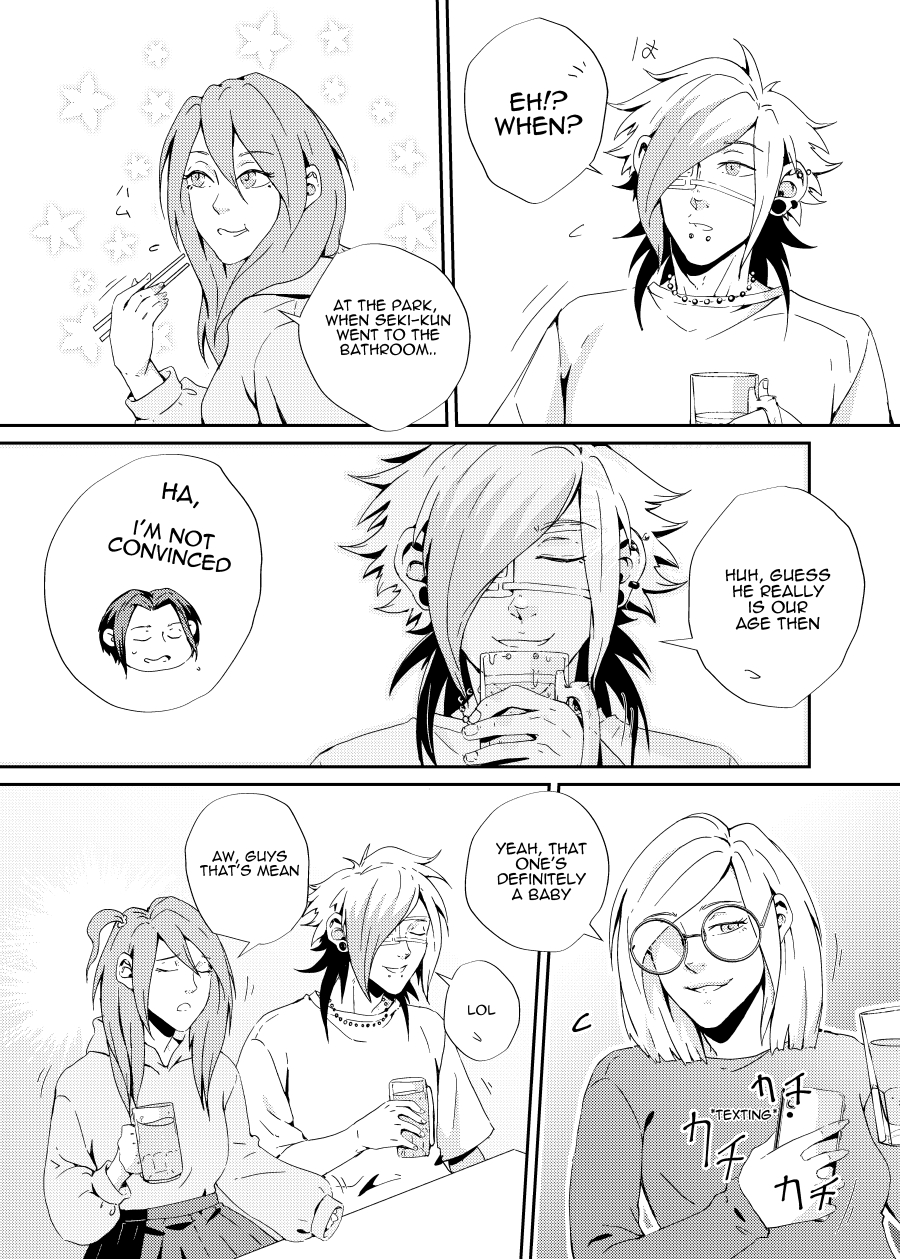 EH!?
WHEN?
AT THE PARK,
WHEN SEKI-KUN
WENT TO THE
BATHROOM..
HUH, GUESS
HE REALLY
IS OUR
AGE THEN
HA,
I'M NOT
CONVINCED
YEAH, THAT
ONE'S
DEFINITELY
A BABY
カチ
*TEXTING*
カチ
カチ
LOL
AW, GUYS
THAT'S MEAN